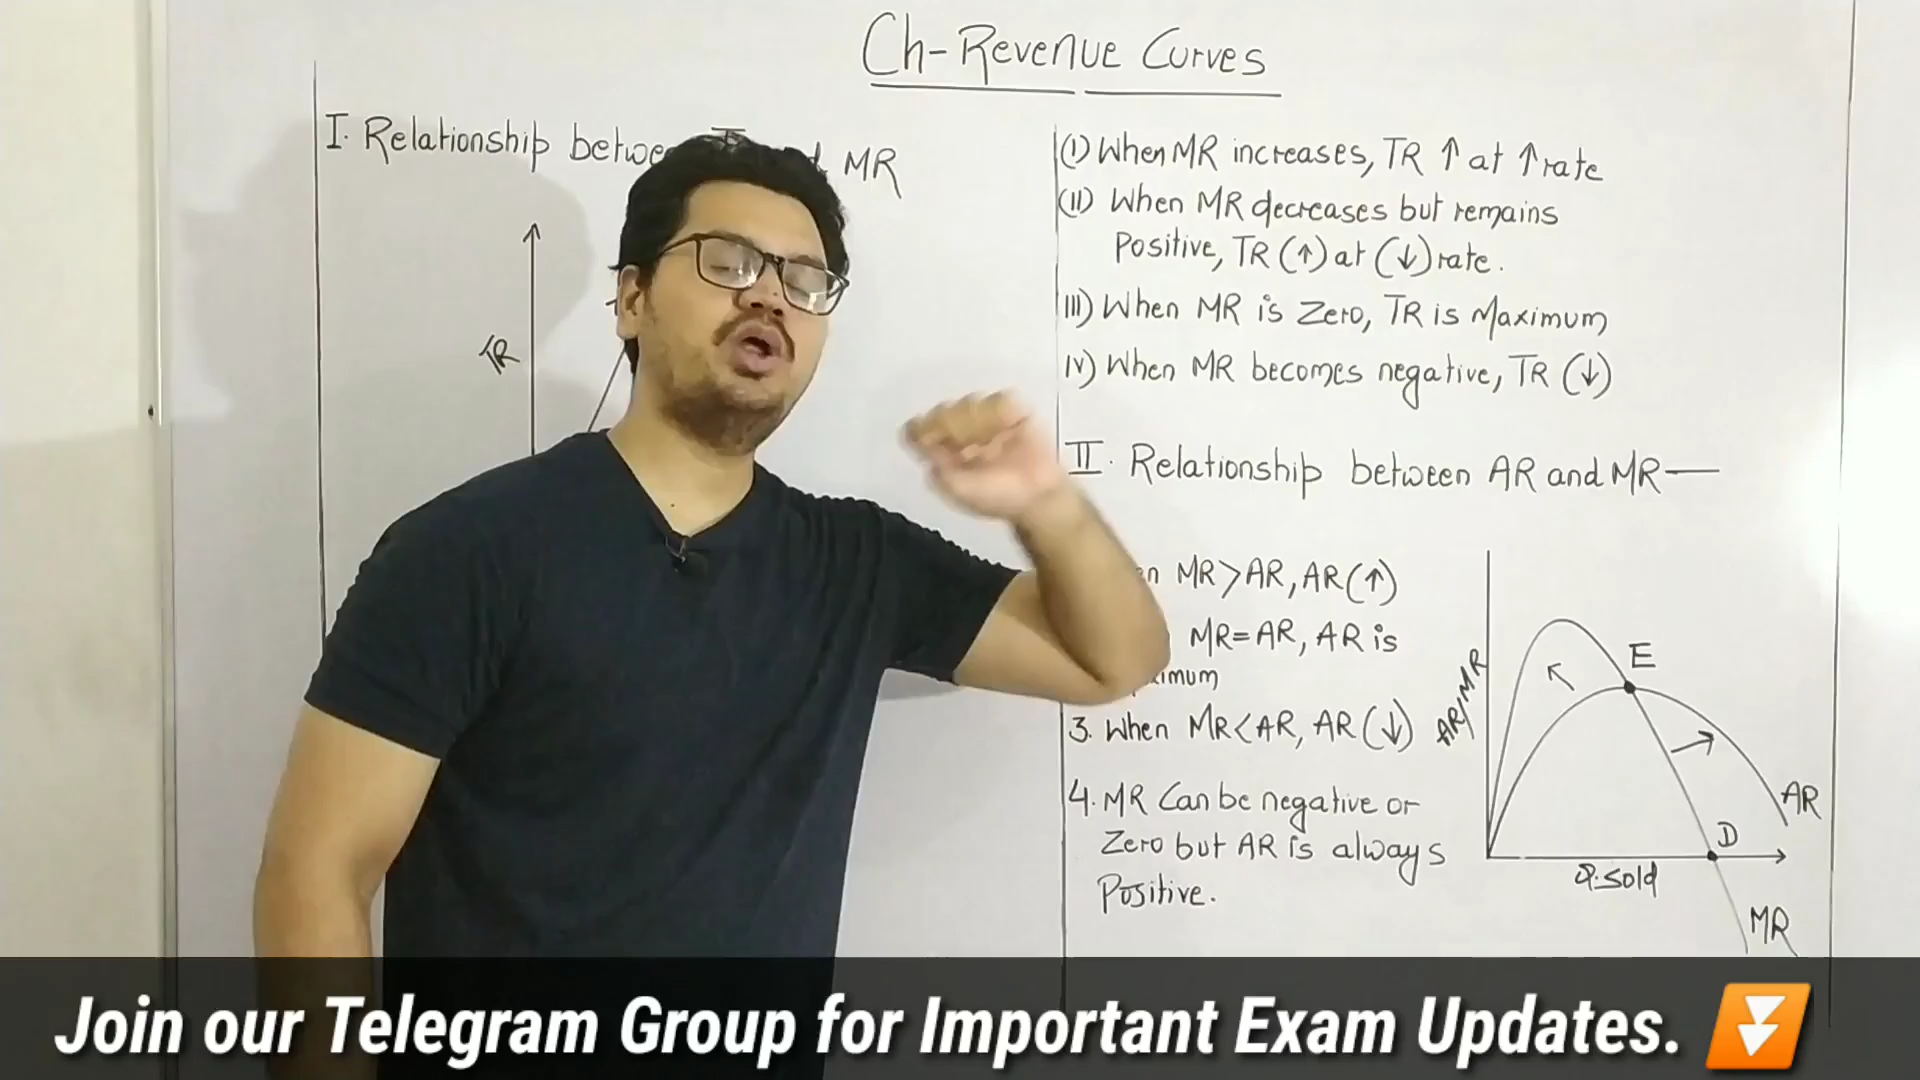 Ch-Revenue Curves
I. Relationship between MR
TR
(I) When MR increases, TR ↑ at ↑ rate
(II) When MR decreases but remains
Positive, TR (↑) at (↓) rate.
III) When MR is Zero, TR is Maximum
IV) When MR becomes negative, TR (↓)
II. Relationship between AR and MR—
MR>AR, AR(↑)
MR=AR, AR is
3. When MR<AR, AR (↓)
4. MR Can be negative or
Zero but AR is always
Positive.
AR/MR
E
AR
D
Q.sold
MR
Join our Telegram Group for Important Exam Updates.